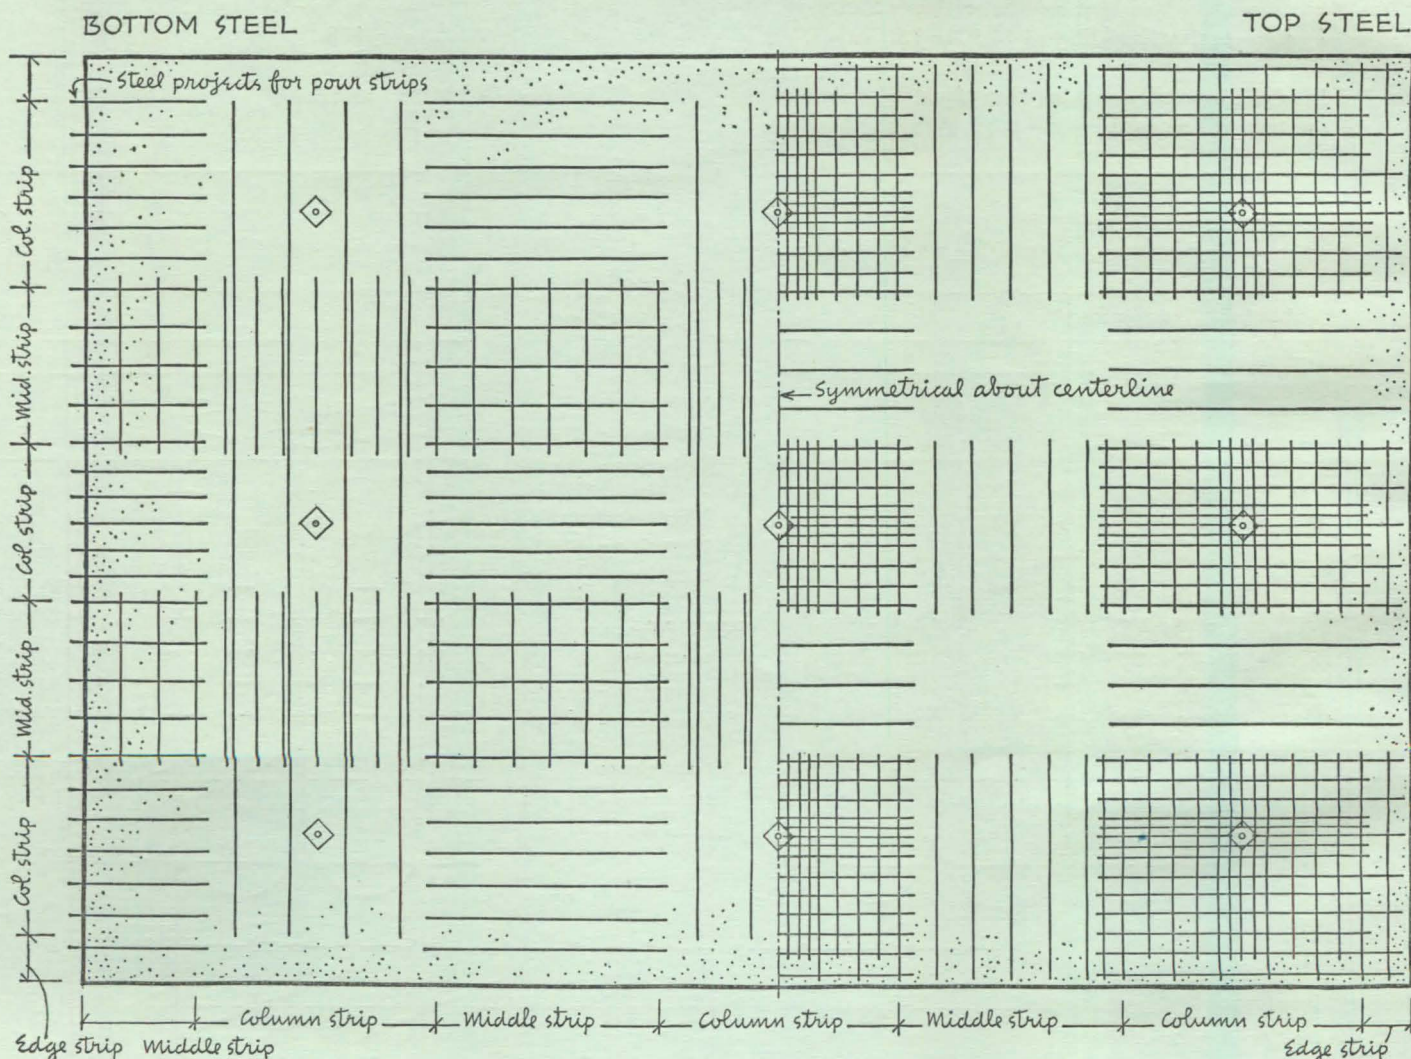 BOTTOM STEEL
TOP STEEL
Steel projects for pour strips
Col. strip
Mid. strip
Col. strip
Mid. strip
Col. strip
Symmetrical about centerline
Column strip
Middle strip
Column strip
Middle strip
Column strip
Edge strip
Middle strip
Edge strip